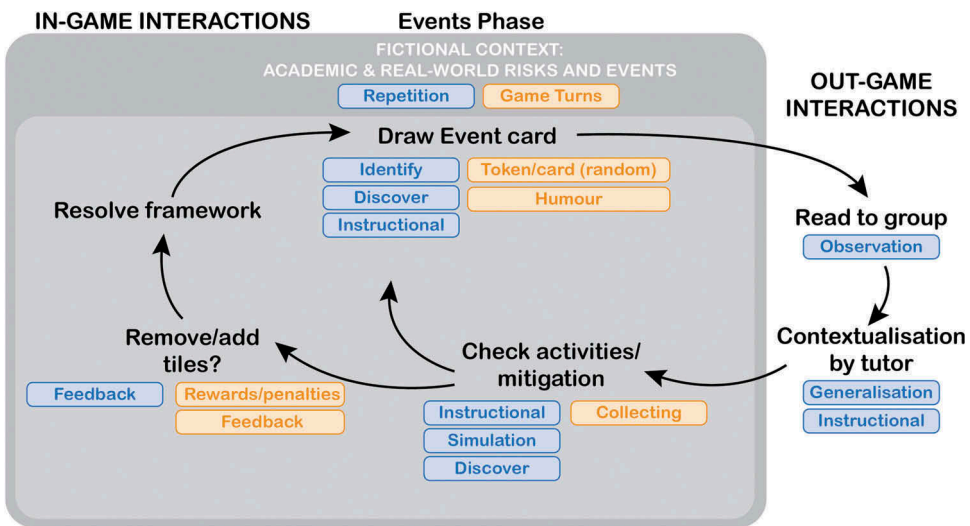 IN-GAME INTERACTIONS
Events Phase
FICTIONAL CONTEXT:
ACADEMIC & REAL-WORLD RISKS AND EVENTS
Repetition
Game Turns
OUT-GAME
INTERACTIONS
Draw Event card
Identify
Token/card (random)
Discover
Humour
Instructional
Resolve framework
Read to group
Observation
Remove/add
tiles?
Feedback
Rewards/penalties
Feedback
Check activities/
mitigation
Instructional
Collecting
Simulation
Discover
Contextualisation
by tutor
Generalisation
Instructional